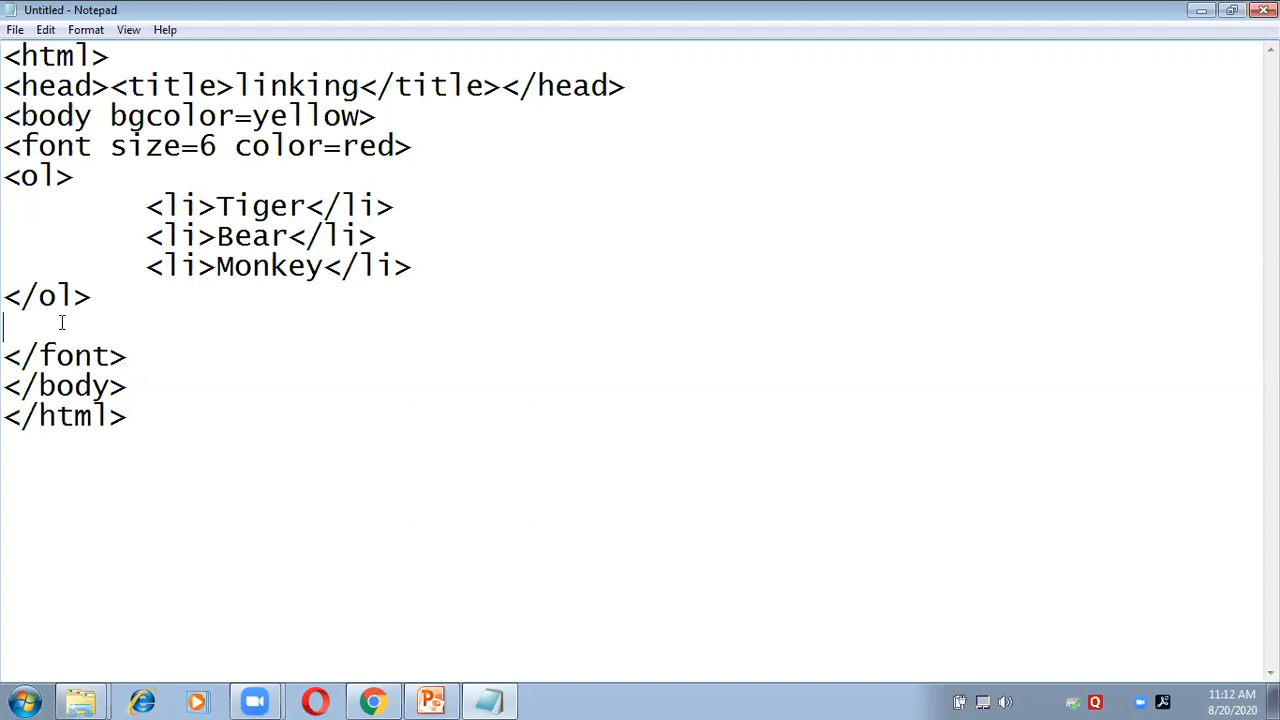 Untitled - Notepad
File Edit Format View Help
<html>
<head><title>linking</title></head>
<body bgcolor=yellow>
<font size=6 color=red>
<ol>
<li>Tiger</li>
<li>Bear</li>
<li>Monkey</li>
</ol>
</font>
</body>
</html>
11:12 AM
8/20/2020